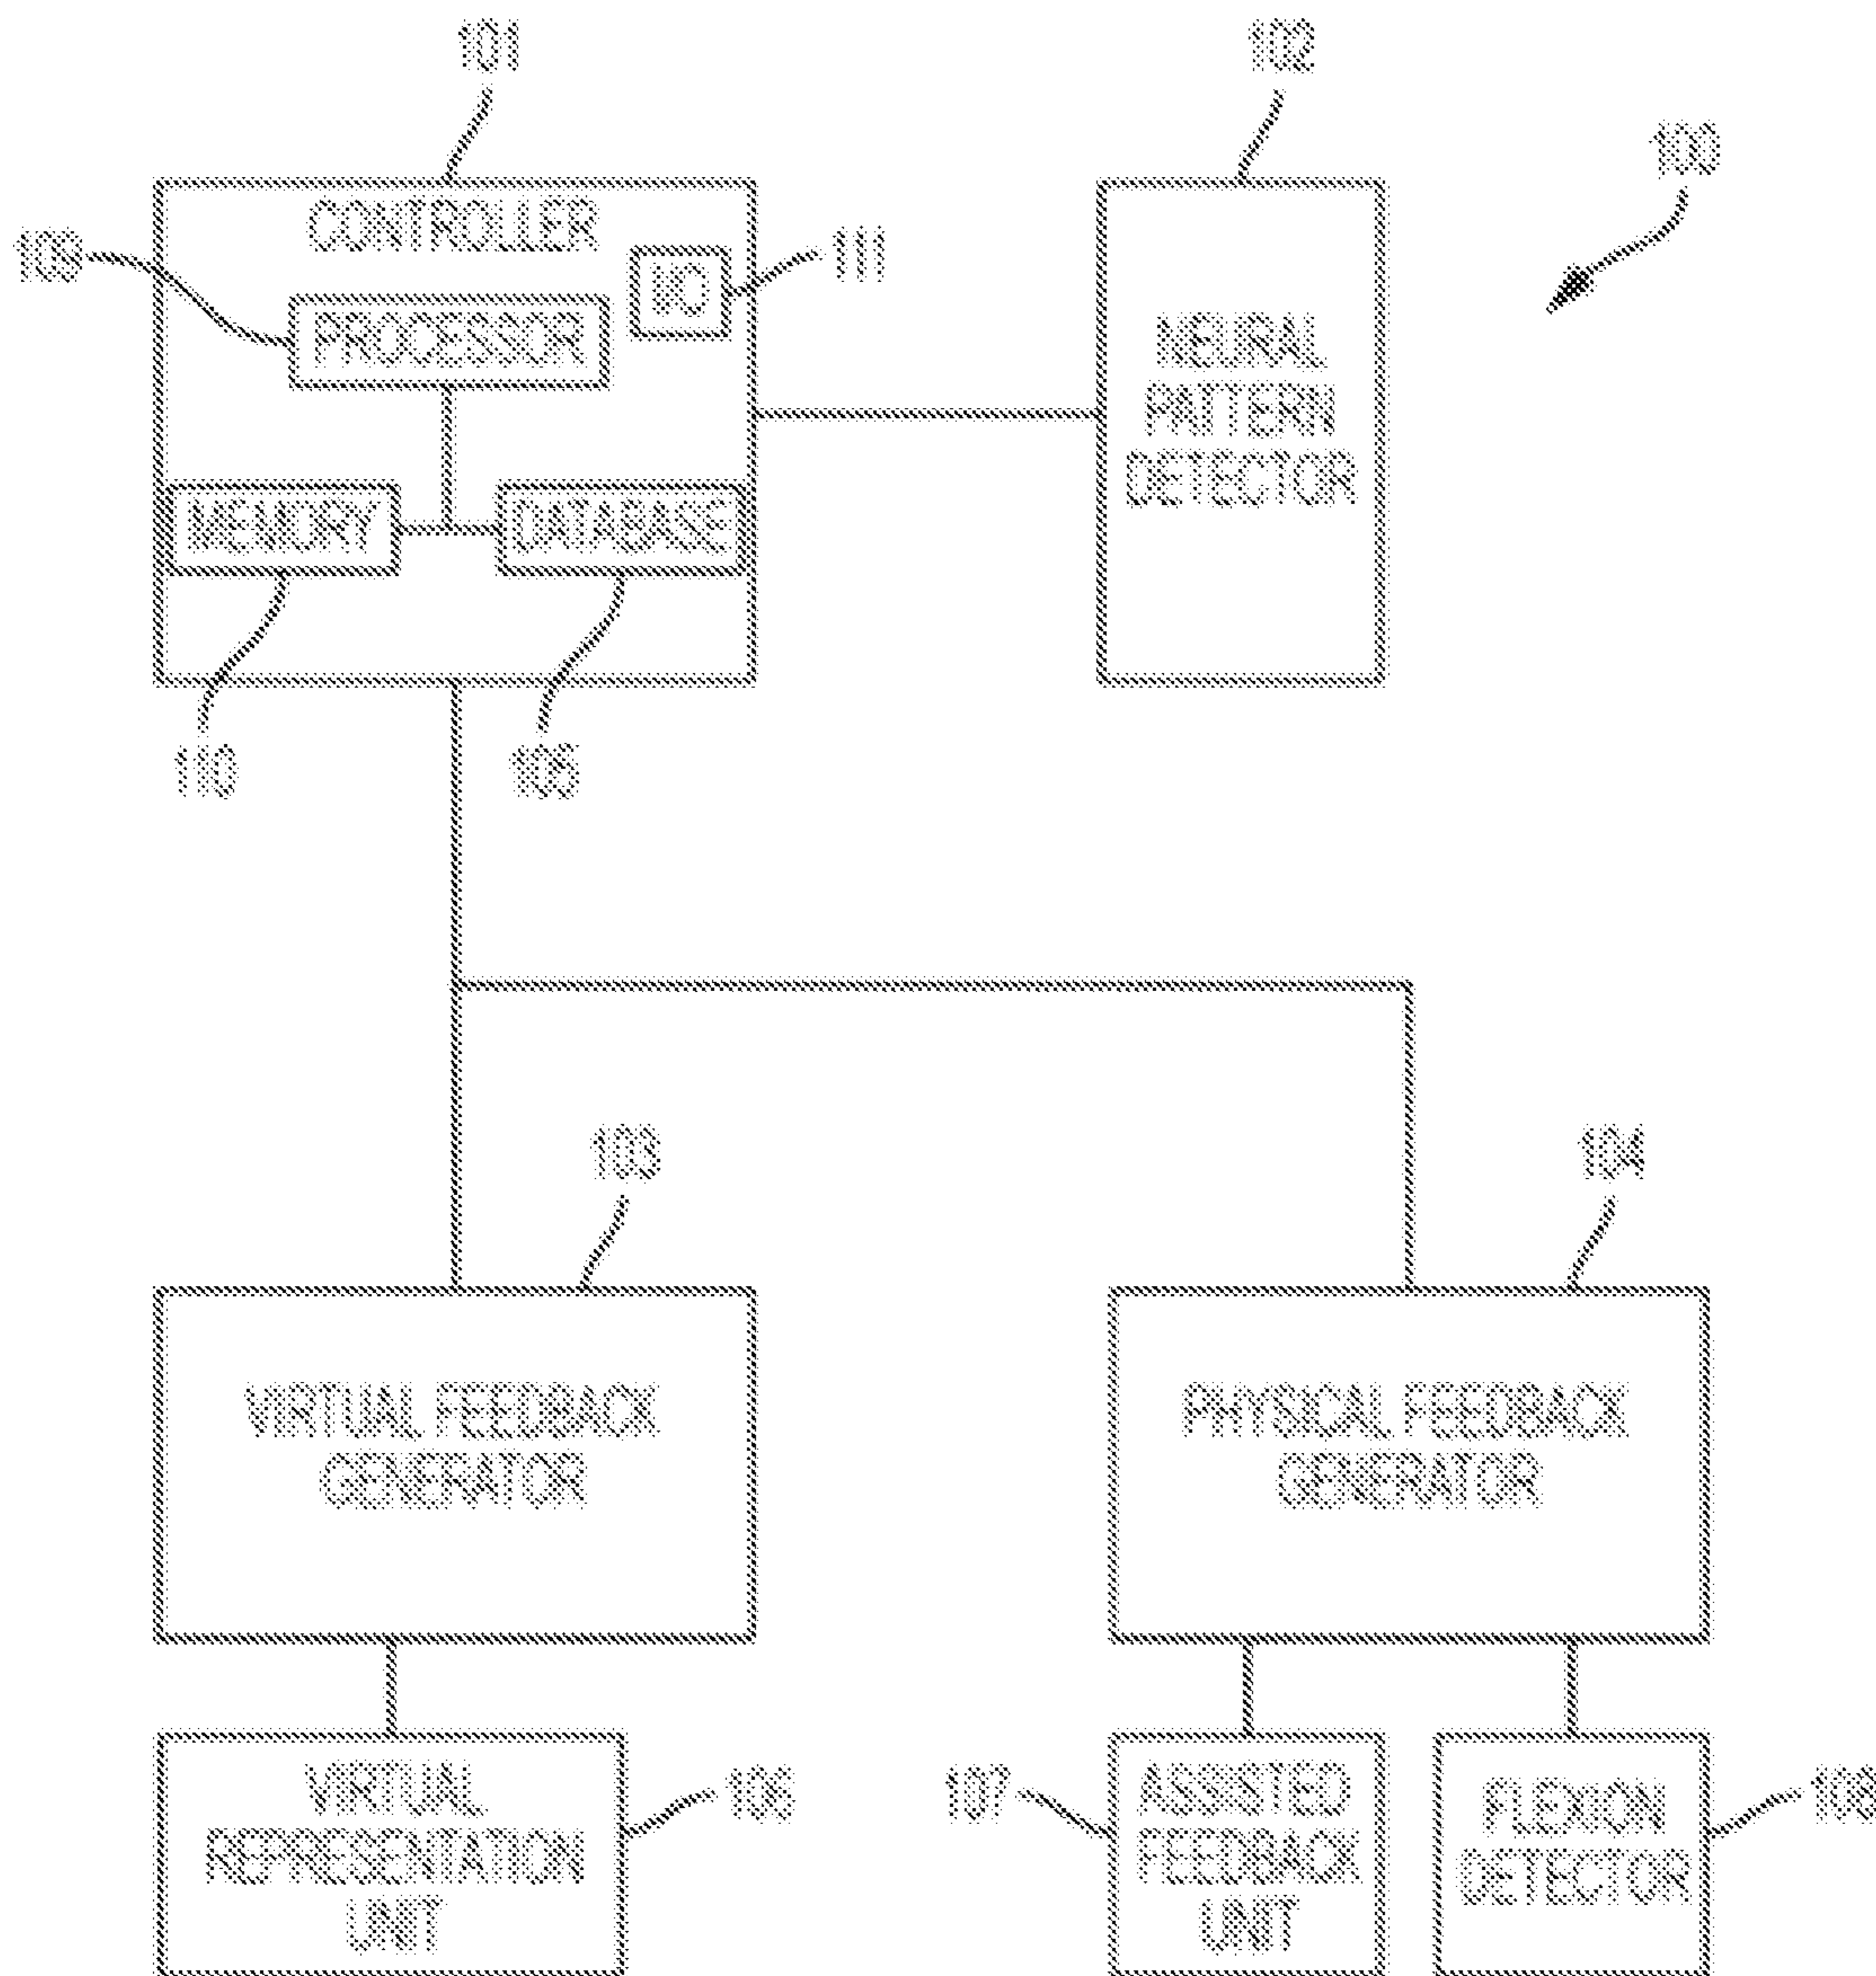 101
102
100
CONTROLLER
109
I/O
111
PROCESSOR
NEURAL
PATTERN
DETECTOR
MEMORY
DATABASE
110
105
103
104
VIRTUAL FEEDBACK
GENERATOR
PHYSICAL FEEDBACK
GENERATOR
VIRTUAL
REPRESENTATION
UNIT
106
107
ASSISTED
FEEDBACK
UNIT
FLEXION
DETECTOR
108